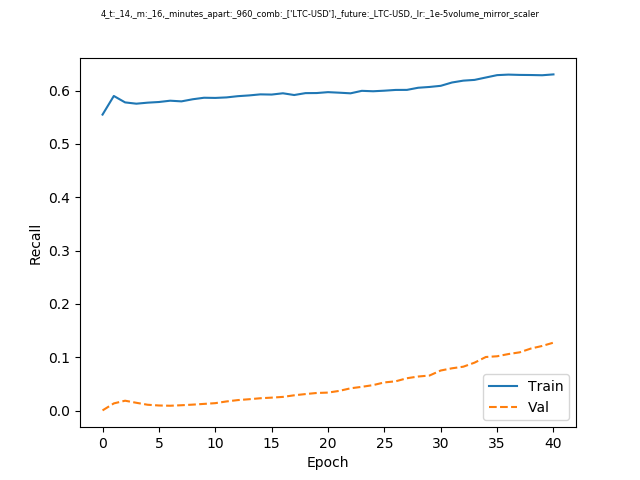 4_t:_14,_m:_16,_minutes_apart:_960_comb:_['LTC-USD'],_future:_LTC-USD,_lr:_1e-5volume_mirror_scaler
0.6
0.5
0.4
0.3
0.2
0.1
0.0
Recall
Train
Val
0 5 10 15 20 25 30 35 40
Epoch